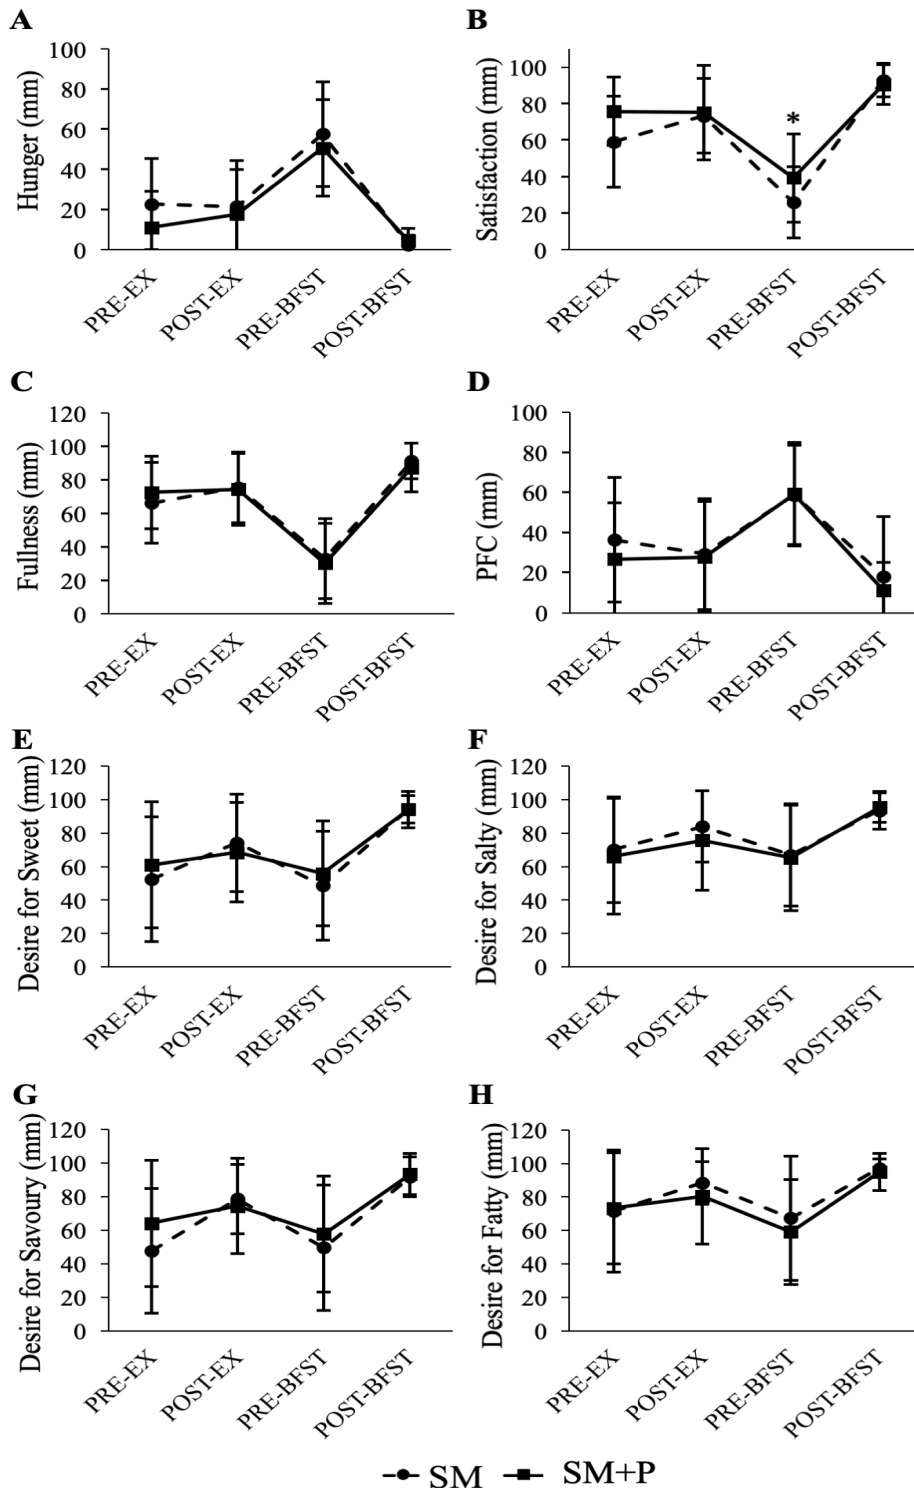 A
Hunger (mm)
100
80
60
40
20
0
PRE-EX
POST-EX
PRE-BFST
POST-BFST
B
Satisfaction (mm)
100
80
60
40
20
0
*
PRE-EX
POST-EX
PRE-BFST
POST-BFST
C
Fullness (mm)
120
100
80
60
40
20
0
PRE-EX
POST-EX
PRE-BFST
POST-BFST
D
PFC (mm)
100
80
60
40
20
0
PRE-EX
POST-EX
PRE-BFST
POST-BFST
E
Desire for Sweet (mm)
120
100
80
60
40
20
0
PRE-EX
POST-EX
PRE-BFST
POST-BFST
F
Desire for Salty (mm)
120
100
80
60
40
20
0
PRE-EX
POST-EX
PRE-BFST
POST-BFST
G
Desire for Savoury (mm)
120
100
80
60
40
20
0
PRE-EX
POST-EX
PRE-BFST
POST-BFST
H
Desire for Fatty (mm)
120
100
80
60
40
20
0
PRE-EX
POST-EX
PRE-BFST
POST-BFST
SM SM+P